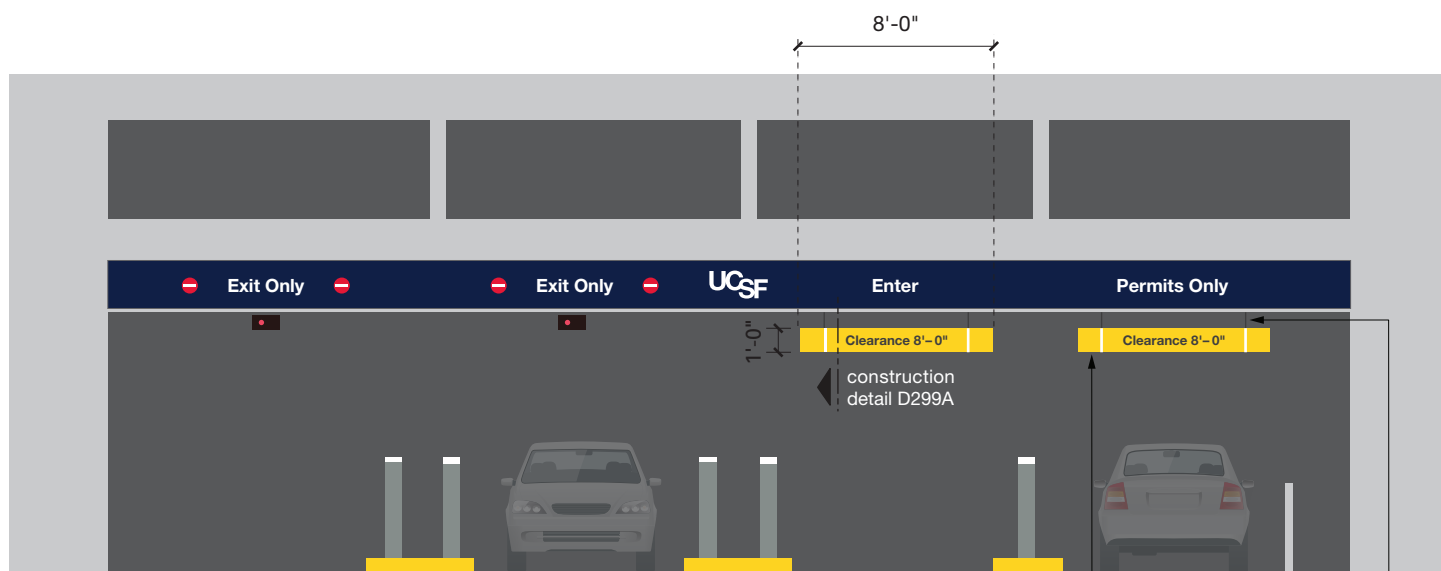 8'-0"
Exit Only
Exit Only
UCSF
Enter
Permits Only
1'-0"
Clearance 8'–0"
Clearance 8'–0"
construction
detail D299A